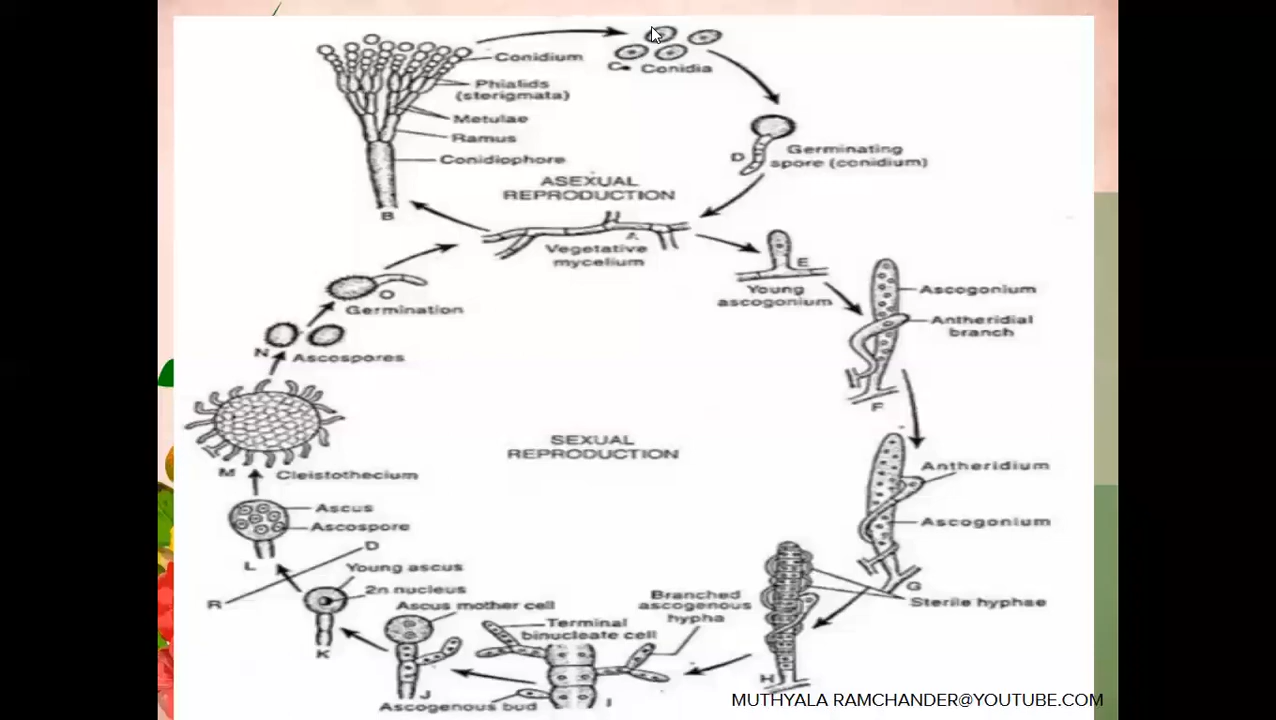 Conidium
C
Conidia
Phialids
(sterigmata)
Metulae
Ramus
Conidiophore
B
D
Germinating
spore (conidium)
ASEXUAL
REPRODUCTION
A
Vegetative
mycelium
E
Young
ascogonium
Ascogonium
Antheridial
branch
F
O
Germination
N
Ascospores
SEXUAL
REPRODUCTION
M
Cleistothecium
Antheridium
Ascogonium
G
Sterile hyphae
Ascus
Ascospore
L
D
R
Young ascus
2n nucleus
K
Ascus mother cell
J
Ascogenous bud
Terminal
binucleate cell
I
Branched
ascogenous
hypha
H
MUTHYALA RAMCHANDER@YOUTUBE.COM